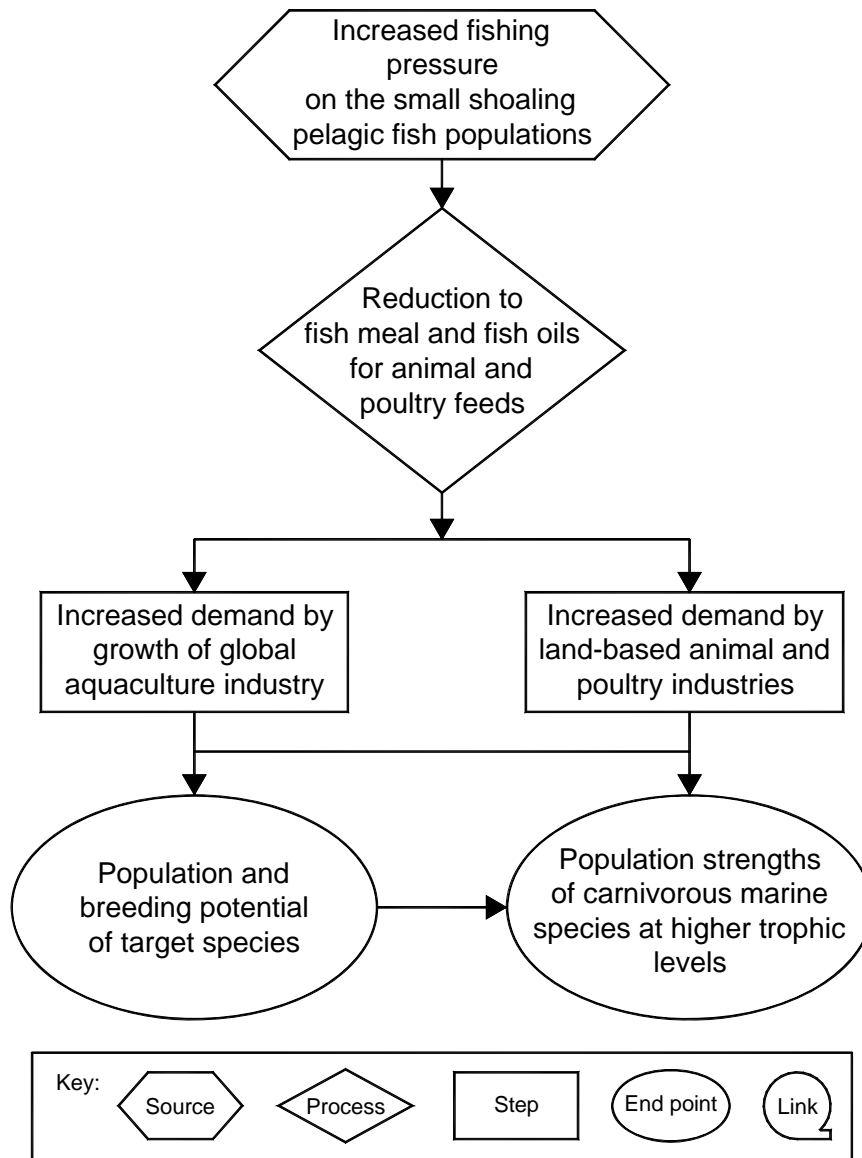 Increased fishing
pressure
on the small shoaling
pelagic fish populations
Reduction to
fish meal and fish oils
for animal and
poultry feeds
Increased demand by
growth of global
aquaculture industry
Increased demand by
land-based animal and
poultry industries
Population and
breeding potential
of target species
Population strengths
of carnivorous marine
species at higher trophic
levels
Key:
Source
Process
Step
End point
Link